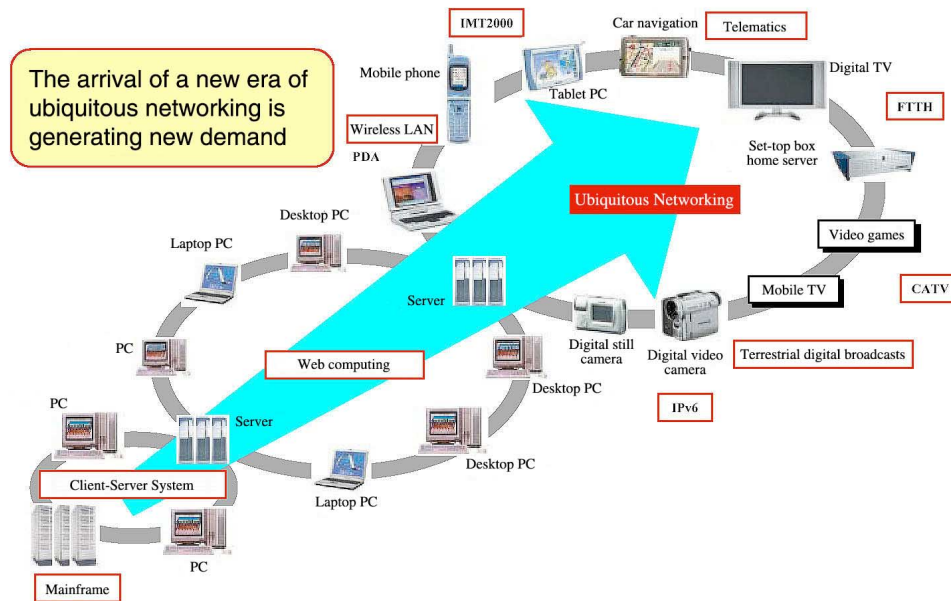 The arrival of a new era of
ubiquitous networking is
generating new demand
IMT2000
Car navigation
Telematics
Mobile phone
Tablet PC
Digital TV
FTTH
Wireless LAN
PDA
Set-top box
home server
Ubiquitous Networking
Desktop PC
Laptop PC
Video games
Server
Mobile TV
CATV
Digital still
camera
Digital video
camera
Terrestrial digital broadcasts
PC
Web computing
Desktop PC
IPv6
PC
Server
Desktop PC
Client-Server System
Laptop PC
PC
Mainframe